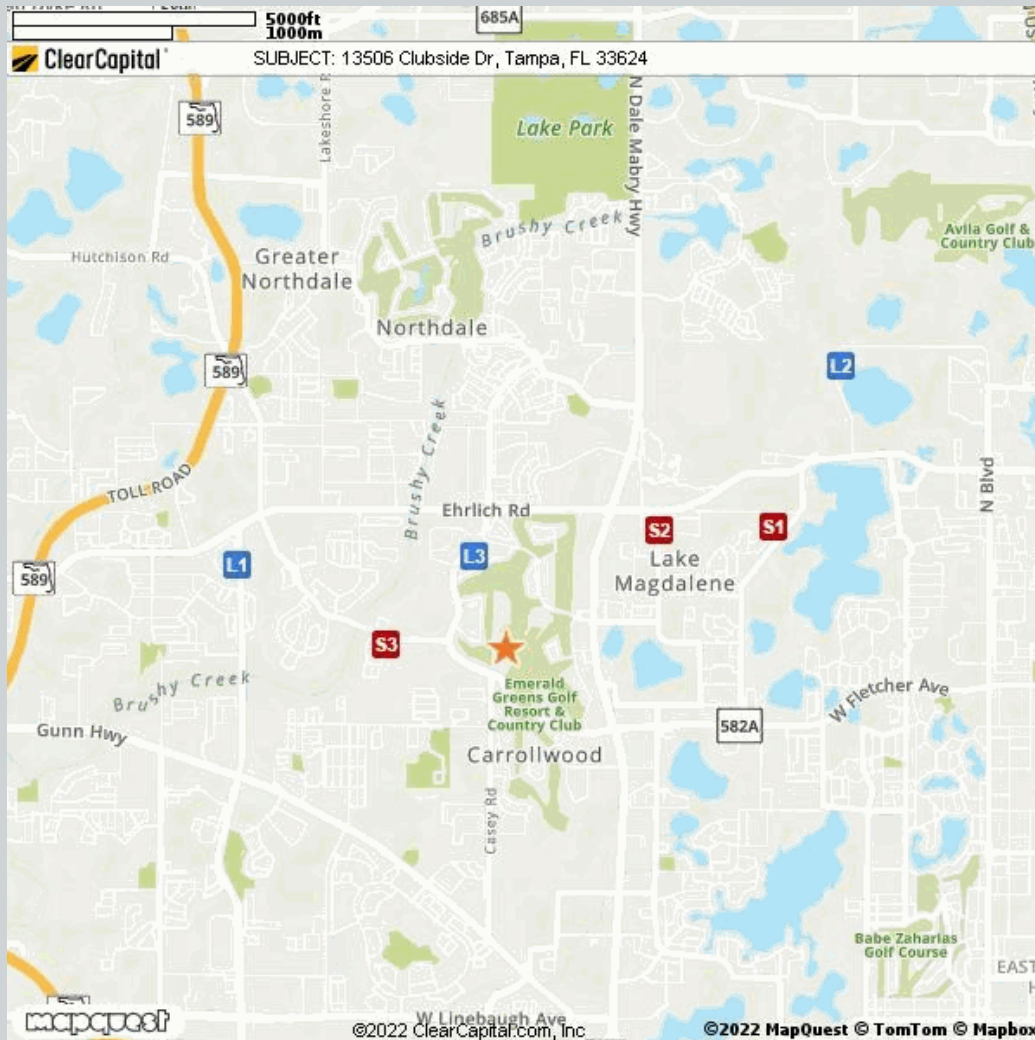 5000ft
685A
1000m
ClearCapital
SUBJECT: 13506 Clubside Dr, Tampa, FL 33624
589
Lake Park
N Dale Mabry Hwy
Brushy Creek
Avila Golf &
Country Club
Hutchison Rd
Greater
Northdale
Northdale
589
L2
Brushy Creek
TOLL ROAD
N Blvd
Ehrlich Rd
S2
S1
L3
L1
Lake
Magdalene
589
S3
Emerald
Greens Golf
Resort &
Country Club
Brushy Creek
W Fletcher Ave
582A
Gunn Hwy
Carrollwood
Casey Rd
Babe Zaharias
Golf Course
EAST
mapquest
W Linebaugh Ave
©2022 ClearCapital.com, Inc
©2022 MapQuest © TomTom © Mapbox